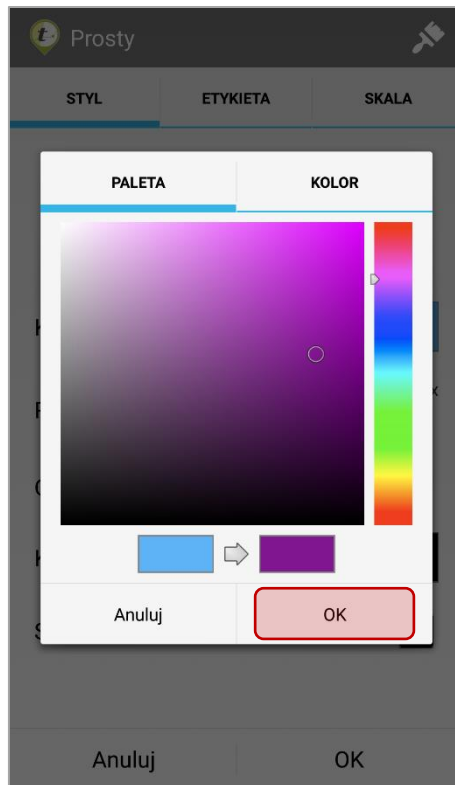 Prosty
STYL ETYKIETA SKALA
PALETA KOLOR
Anuluj OK
Anuluj OK